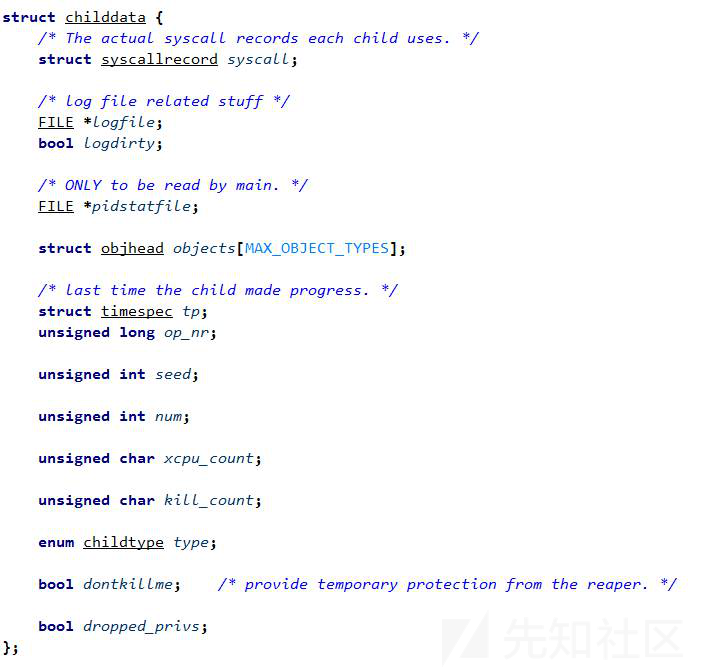 struct childdata {
/* The actual syscall records each child uses. */
struct syscallrecord syscall;
/* log file related stuff */
FILE *logfile;
bool logdirty;
/* ONLY to be read by main. */
FILE *pidstatfile;
struct objhead objects[MAX_OBJECT_TYPES];
/* last time the child made progress. */
struct timespec tp;
unsigned long op_nr;
unsigned int seed;
unsigned int num;
unsigned char xcpu_count;
unsigned char kill_count;
enum childtype type;
bool dontkillme; /* provide temporary protection from the reaper. */
bool dropped_privs;
};
先知社区